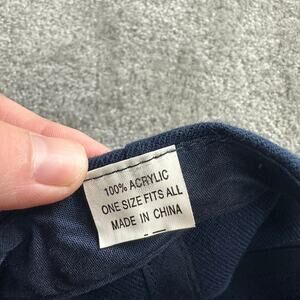 100% ACRYLIC
ONE SIZE FITS ALL
MADE IN CHINA